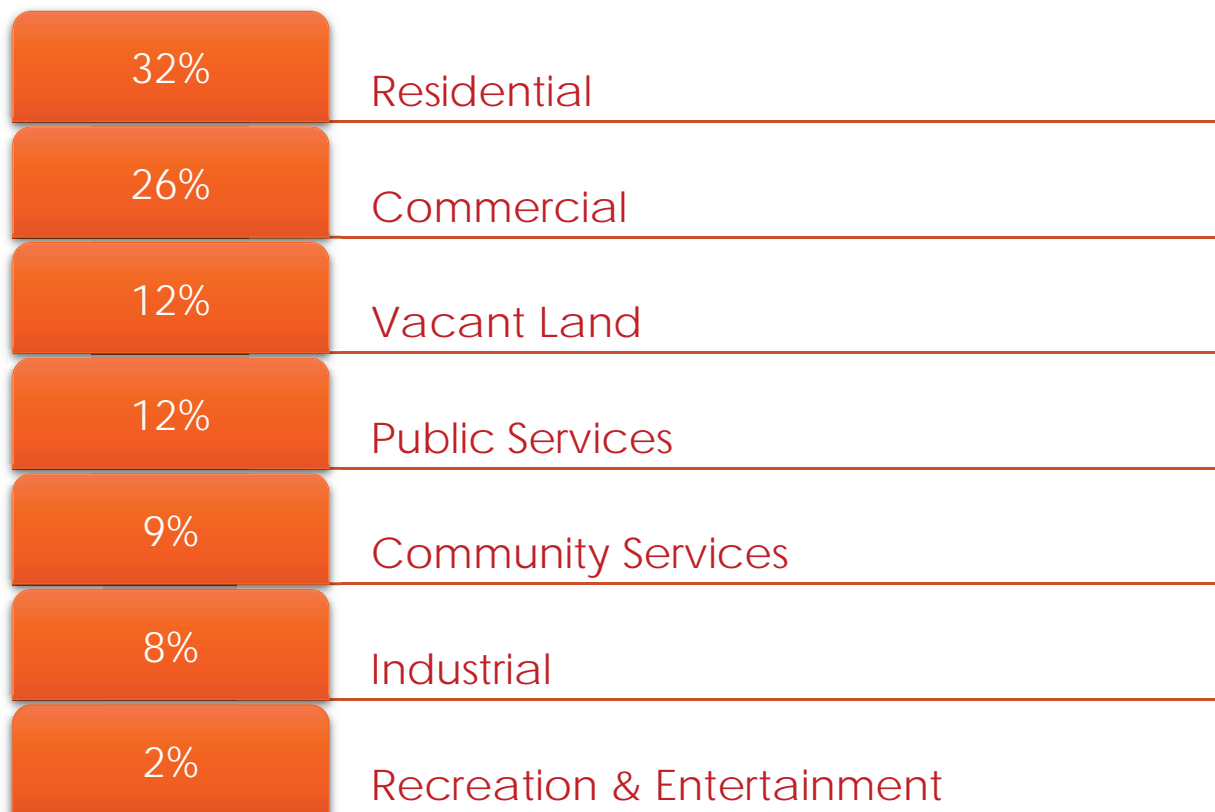 32%
Residential
26%
Commercial
12%
Vacant Land
12%
Public Services
9%
Community Services
8%
Industrial
2%
Recreation & Entertainment